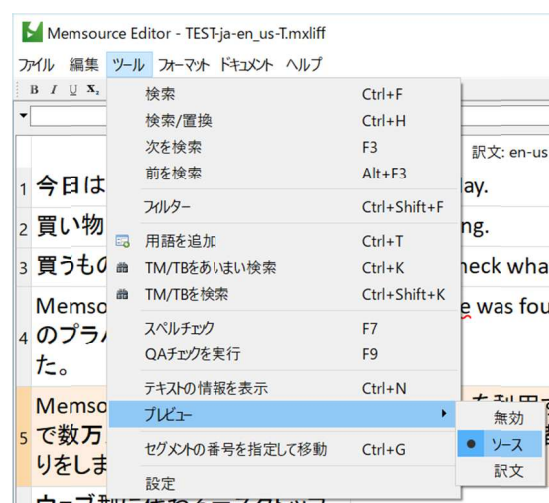 Memsource Editor - TEST-ja-en_us-T.mxliff
ファイル 編集 ツール フォーマット ドキュメント ヘルプ
B I U X,
検索 Ctrl+F
検索/置換 Ctrl+H
次を検索 F3
前を検索 Alt+F3
フィルター Ctrl+Shift+F
用語を追加 Ctrl+T
TM/TBをあいまい検索 Ctrl+K
TM/TBを検索 Ctrl+Shift+K
スペルチェック F7
QAチェックを実行 F9
テキストの情報を表示 Ctrl+N
プレビュー
セグメントの番号を指定して移動 Ctrl+G
設定
無効
ソース
訳文
訳文: en-us
1 今日は ay.
2 買い物 ng.
3 買うもの heck wha
Memso e was fou
4 のプラ
た。
Memso
5 で数万
りをしま